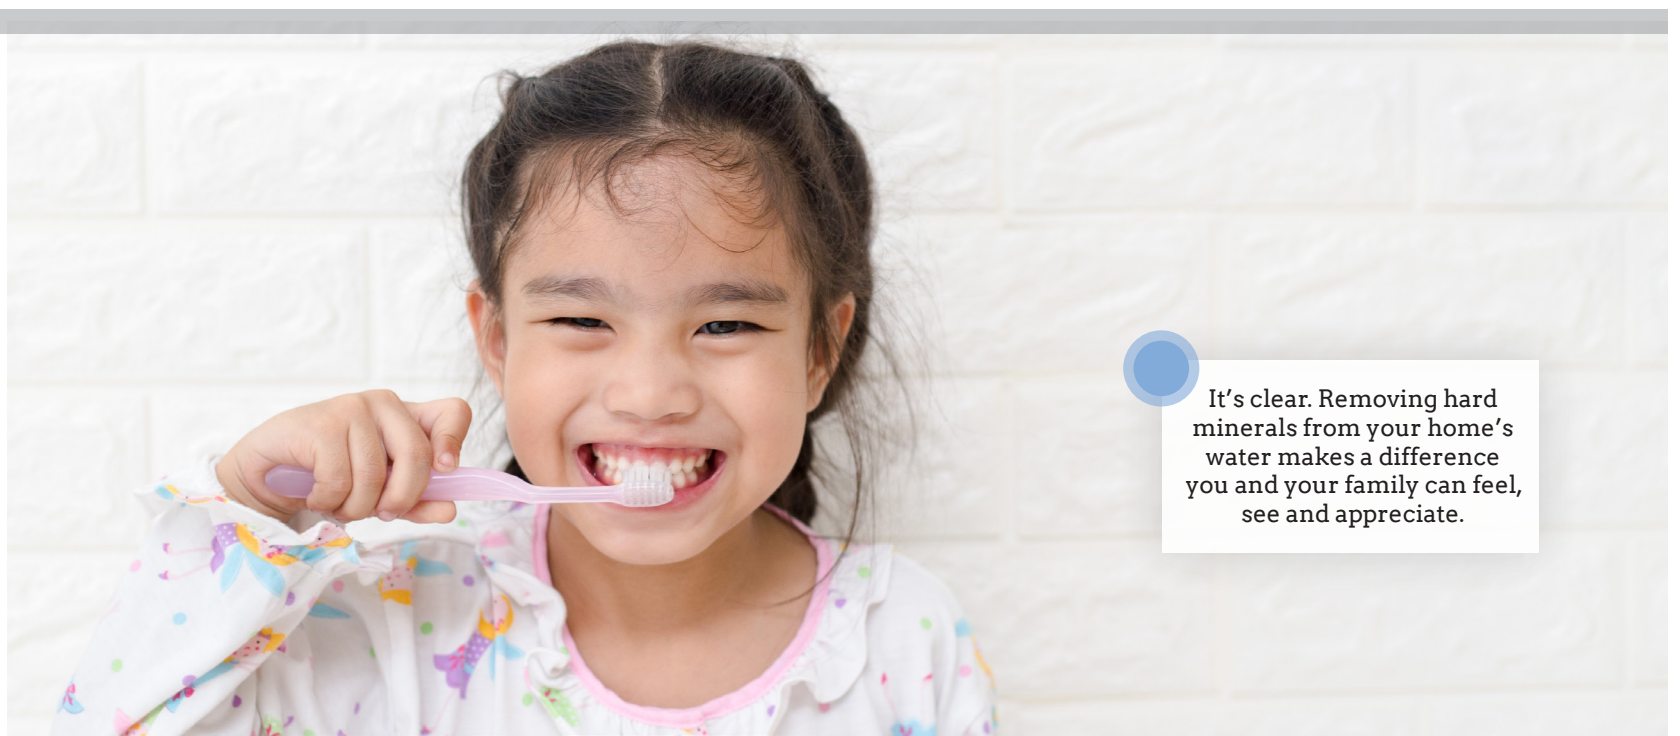 It’s clear. Removing hard
minerals from your home’s
water makes a difference
you and your family can feel,
see and appreciate.